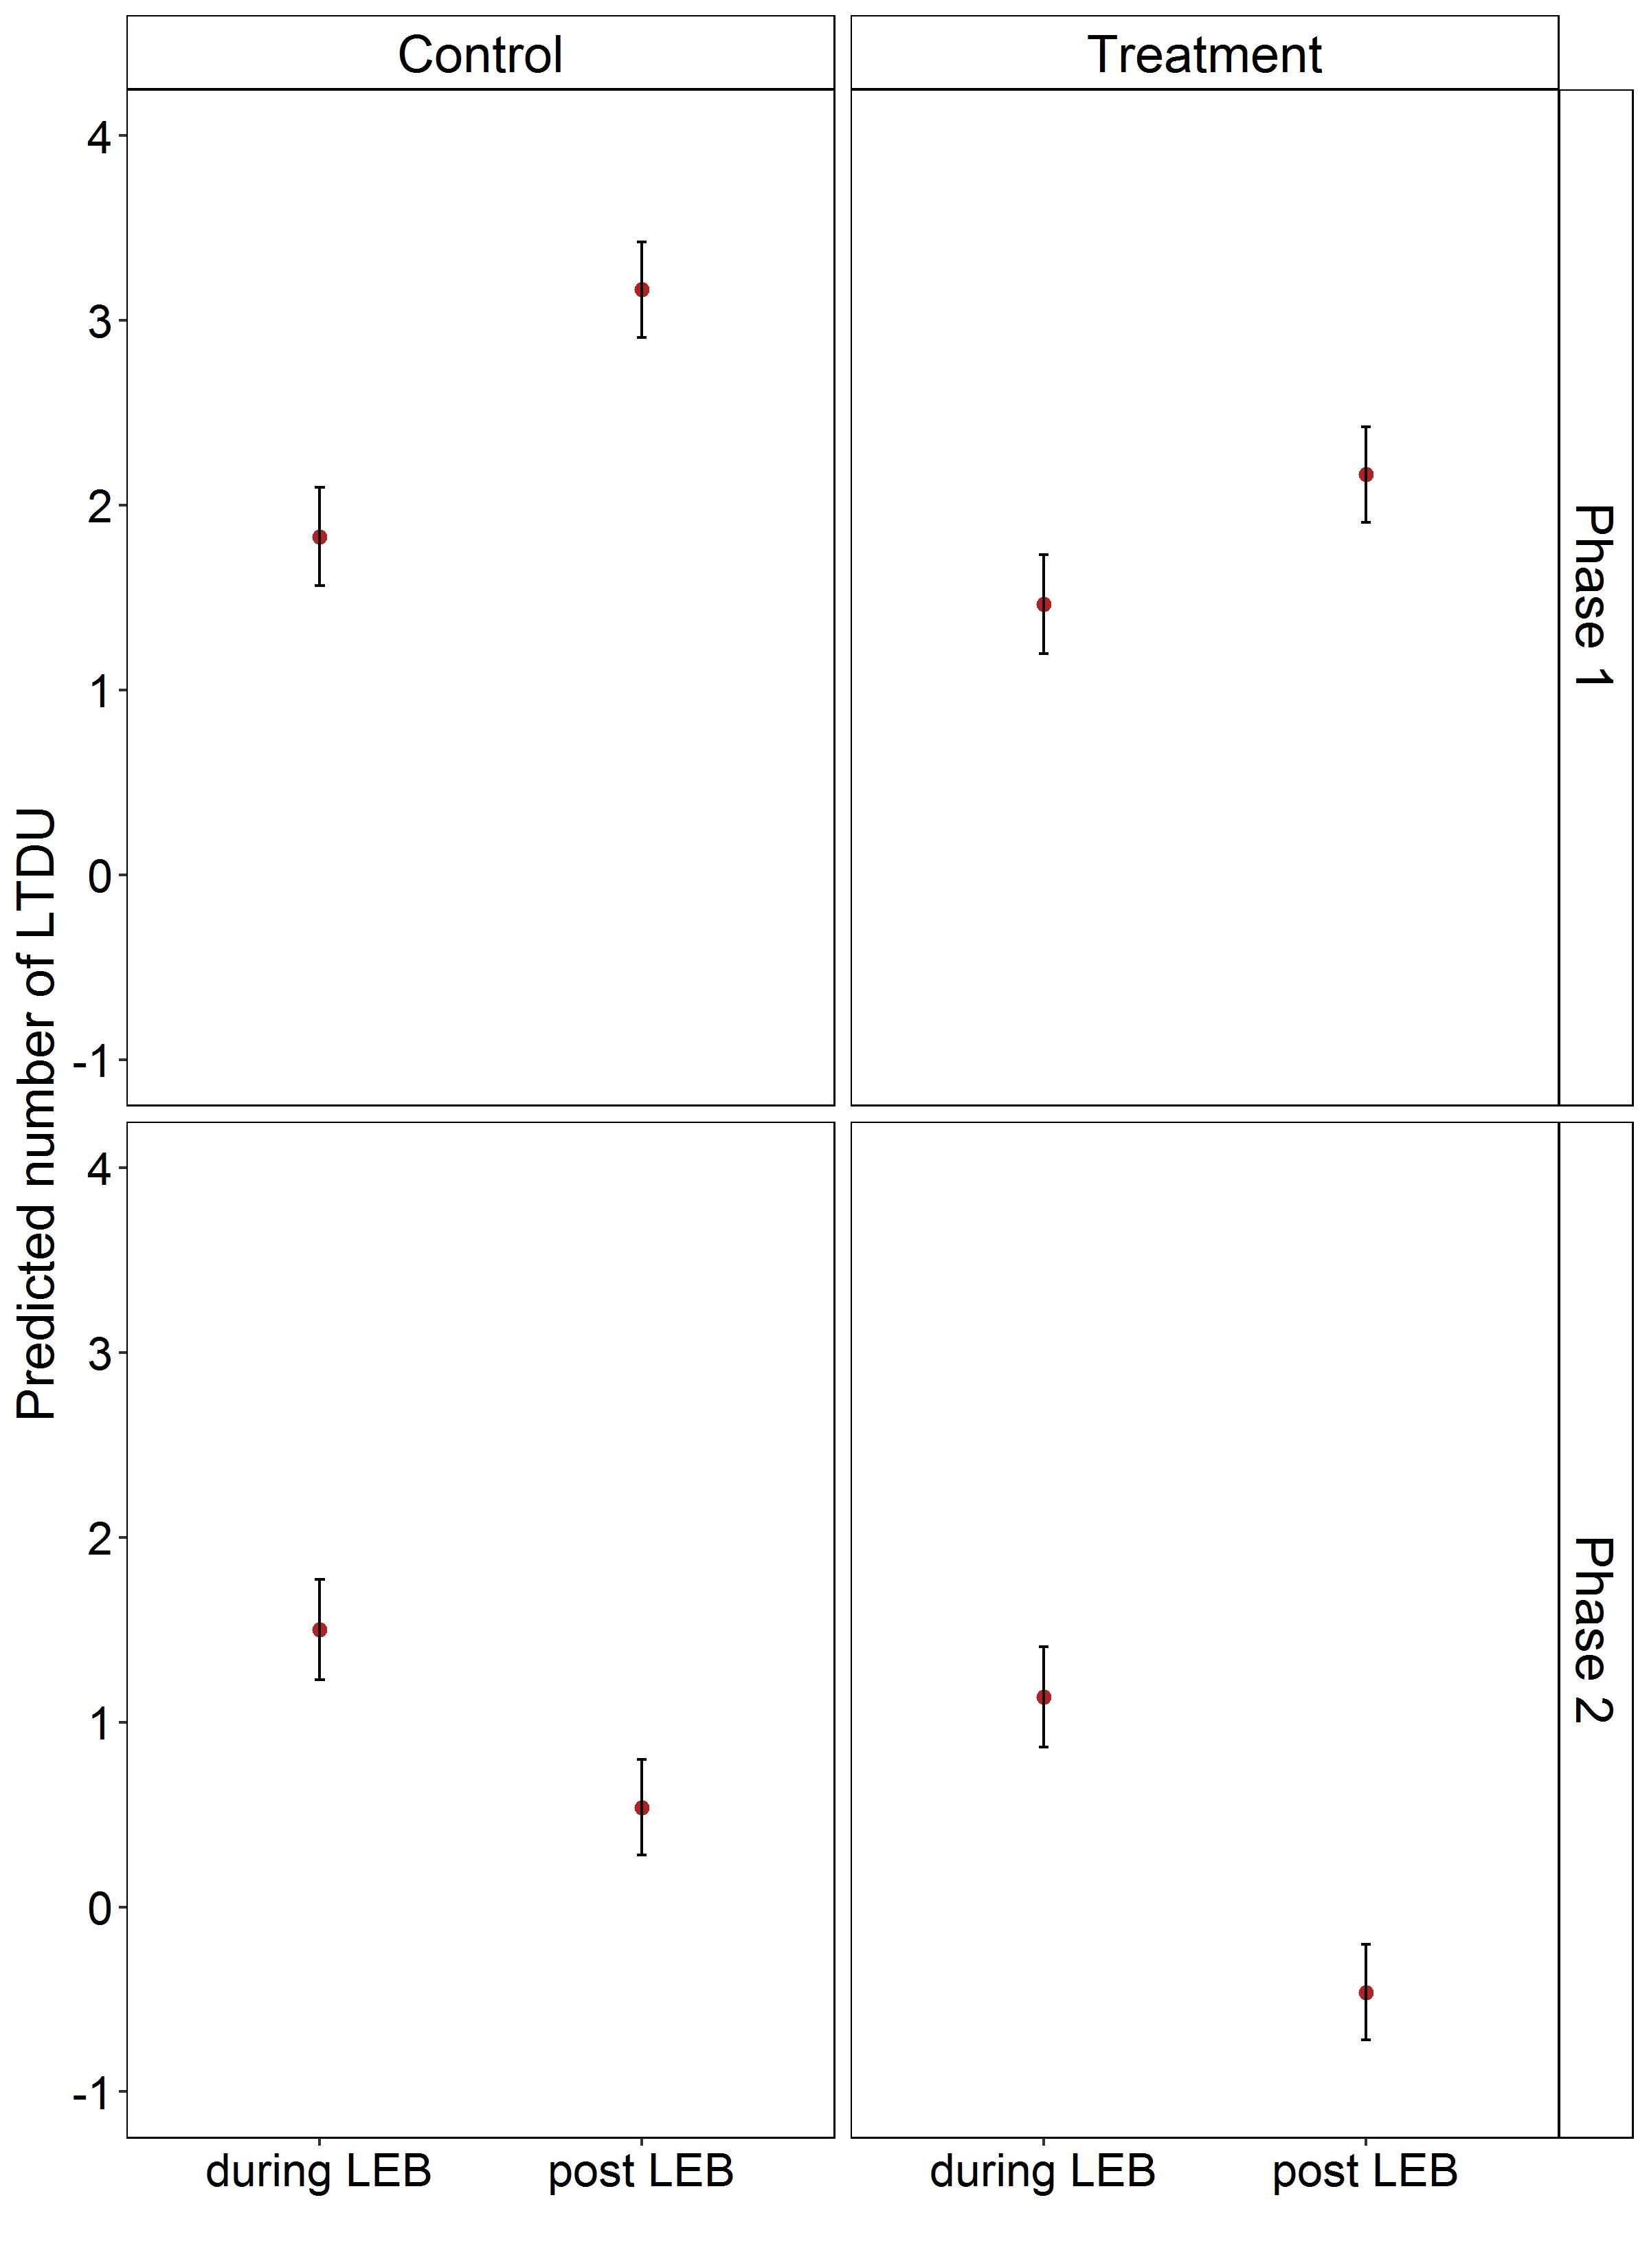 Control
Treatment
Predicted number of LTDU
4
3
2
1
0
-1
Phase 1
4
3
2
1
0
-1
Phase 2
during LEB
post LEB
during LEB
post LEB